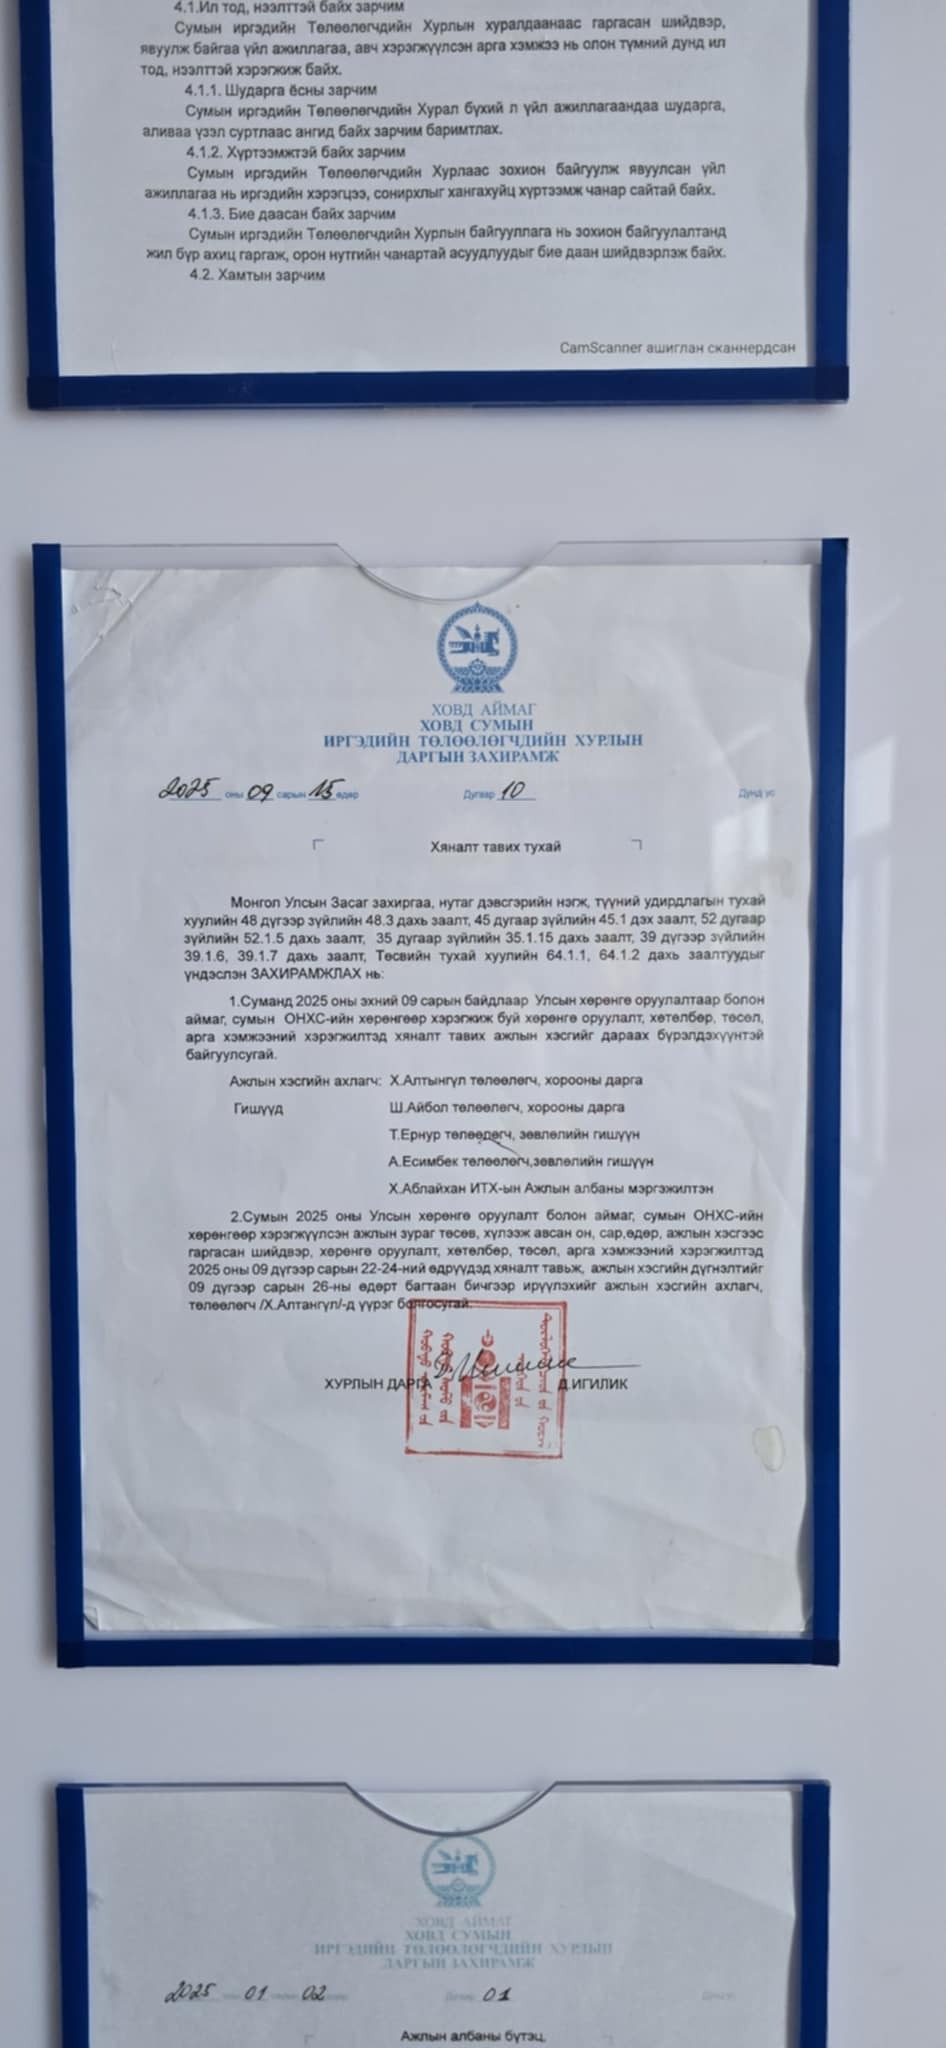 4.1.Ил тод, нээлттэй байх зарчим
Сумын иргэдийн Төлөөлөгчдийн Хурлын хуралдаанаас гаргасан шийдвэр,
явуулж байгаа үйл ажиллагаа, авч хэрэгжүүлсэн арга хэмжээ нь олон түмний дунд ил
тод, нээлттэй хэрэгжиж байх.
4.1.1. Шударга ёсны зарчим
Сумын иргэдийн Төлөөлөгчдийн Хурал бүхий л үйл ажиллагаандаа шударга,
аливаа үзэл суртлаас ангид байх зарчим баримтлах.
4.1.2. Хүртээмжтэй байх зарчим
Сумын иргэдийн Төлөөлөгчдийн Хурлаас зохион байгуулж явуулсан үйл
ажиллагаа нь иргэдийн хэрэгцээ, сонирхлыг хангахуйц хүртээмж чанар сайтай байх.
4.1.3. Бие даасан байх зарчим
Сумын иргэдийн Төлөөлөгчдийн Хурлын байгууллага нь зохион байгуулалтанд
жил бүр ахиц гаргаж, орон нутгийн чанартай асуудлуудыг бие даан шийдвэрлэж байх.
4.2. Хамтын зарчим
CamScanner ашиглан сканнердсан
ХОВД АЙМАГ
ХОВД СУМЫН
ИРГЭДИЙН ТӨЛӨӨЛӨГЧДИЙН ХУРЛЫН
ДАРГЫН ЗАХИРАМЖ
2025 оны 09 сарын 15 өдөр Дугаар 10 Дунд ус
Хяналт тавих тухай
Монгол Улсын Засаг захиргаа, нутаг дэвсгэрийн нэгж, түүний удирдлагын тухай
хуулийн 48 дугээр зүйлийн 48.3 дахь заалт, 45 дугаар зүйлийн 45.1 дэх заалт, 52 дугаар
зүйлийн 52.1.5 дахь заалт, 35 дугаар зүйлийн 35.1.15 дахь заалт, 39 дүгээр зүйлийн
39.1.6, 39.1.7 дахь заалт, Төсвийн тухай хуулийн 64.1.1, 64.1.2 дахь заалтуудыг
үндэслэн ЗАХИРАМЖЛАХ нь:
1.Суманд 2025 оны эхний 09 сарын байдлаар Улсын хөрөнгө оруулалтаар болон
аймаг, сумын ОНХС-ийн хөрөнгөөр хэрэгжиж буй хөрөнгө оруулалт, хөтөлбөр, төсөл,
арга хэмжээний хэрэгжилтэд хяналт тавих ажлын хэсгийг дараах бүрэлдэхүүнтэй
байгуулсугай.
Ажлын хэсгийн ахлагч: Х.Алтынгүл төлөөлөгч, хорооны дарга
Гишүүд Ш.Айбол төлөөлөгч, хорооны дарга
Т.Ернур төлөөлөгч, зөвлөлийн гишүүн
А.Есимбек төлөөлөгч,зөвлөлийн гишүүн
Х.Аблайхан ИТХ-ын Ажлын албаны мэргэжилтэн
2.Сумын 2025 оны Улсын хөрөнгө оруулалт болон аймаг, сумын ОНХС-ийн
хөрөнгөөр хэрэгжүүлсэн ажлын зураг төсөв, хүлээж авсан он, сар,өдөр, ажлын хэсгээс
гаргасан шийдвэр, хөрөнгө оруулалт, хөтөлбөр, төсөл, арга хэмжээний хэрэгжилтэд
2025 оны 09 дүгээр сарын 22-24-ний өдрүүдэд хяналт тавьж, ажлын хэсгийн дүгнэлтийг
09 дүгээр сарын 26-ны өдөрт багтаан бичгээр ирүүлэхийг ажлын хэсгийн ахлагч,
төлөөлөгч /Х.Алтангүл/-д үүрэг болгосугай.
ХУРЛЫН ДАРГА Д.ИГИЛИК
ХОВД АЙМАГ
ХОВД СУМЫН
ИРГЭДИЙН ТӨЛӨӨЛӨГЧДИЙН ХУРЛЫН
ДАРГЫН ЗАХИРАМЖ
2025 оны 01 сарын 02 Дугаар 01
Ажлын албаны бүтэц,